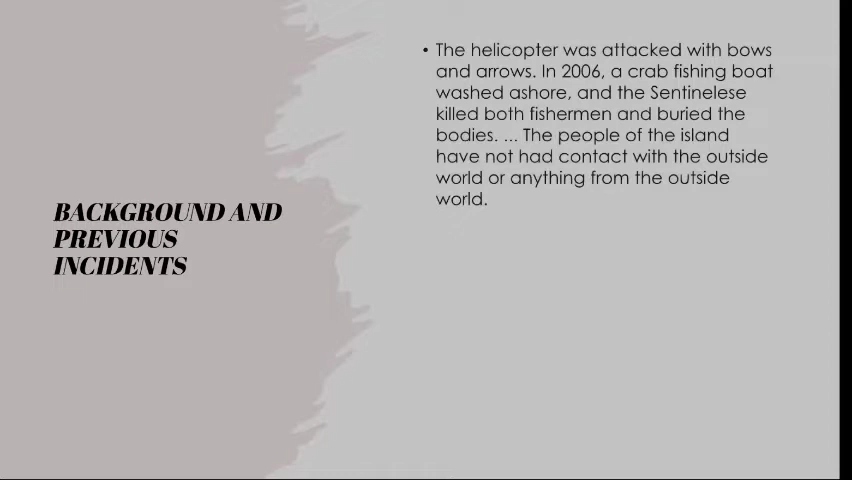 BACKGROUND AND
PREVIOUS
INCIDENTS
• The helicopter was attacked with bows
and arrows. In 2006, a crab fishing boat
washed ashore, and the Sentinelese
killed both fishermen and buried the
bodies. ... The people of the island
have not had contact with the outside
world or anything from the outside
world.